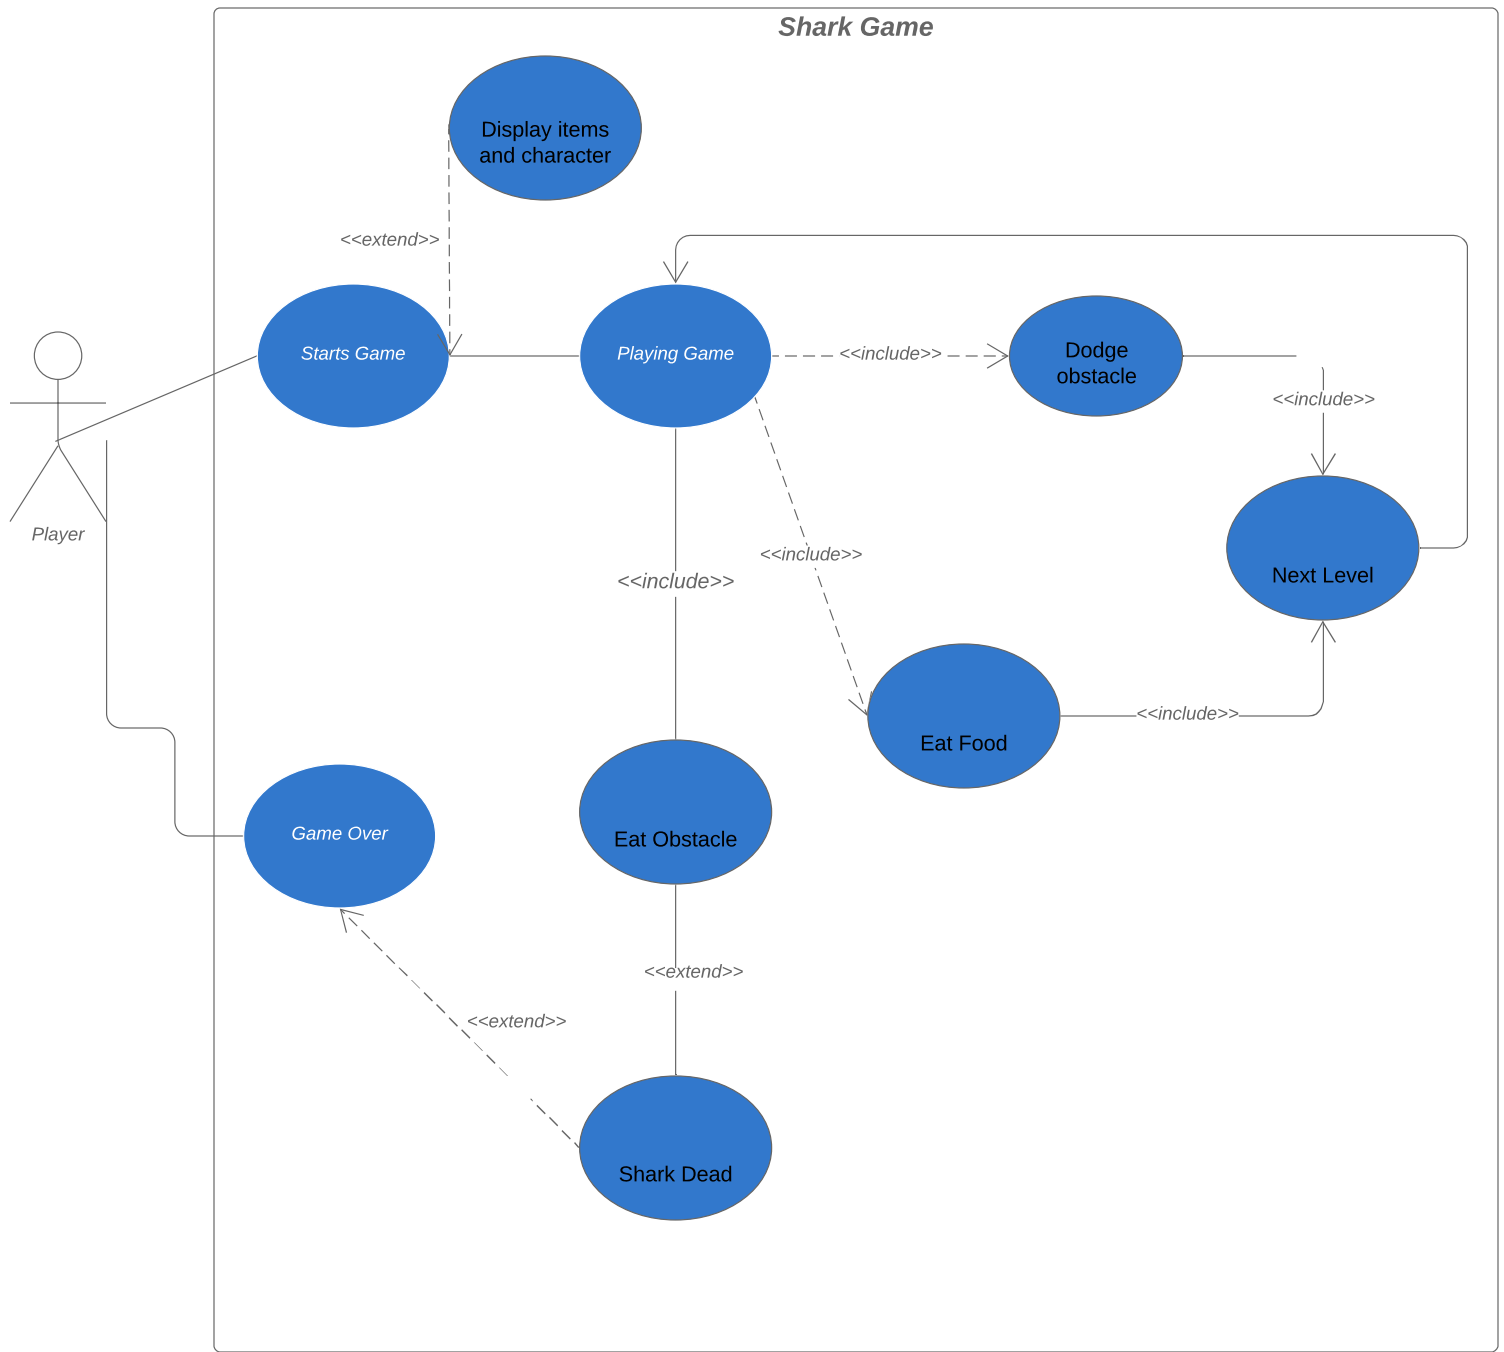 Shark Game
Display items
and character
<<extend>>
Starts Game
Playing Game
<<include>>
Dodge
obstacle
<<include>>
Player
<<include>>
<<include>>
Next Level
Eat Food
<<include>>
Game Over
Eat Obstacle
<<extend>>
<<extend>>
Shark Dead